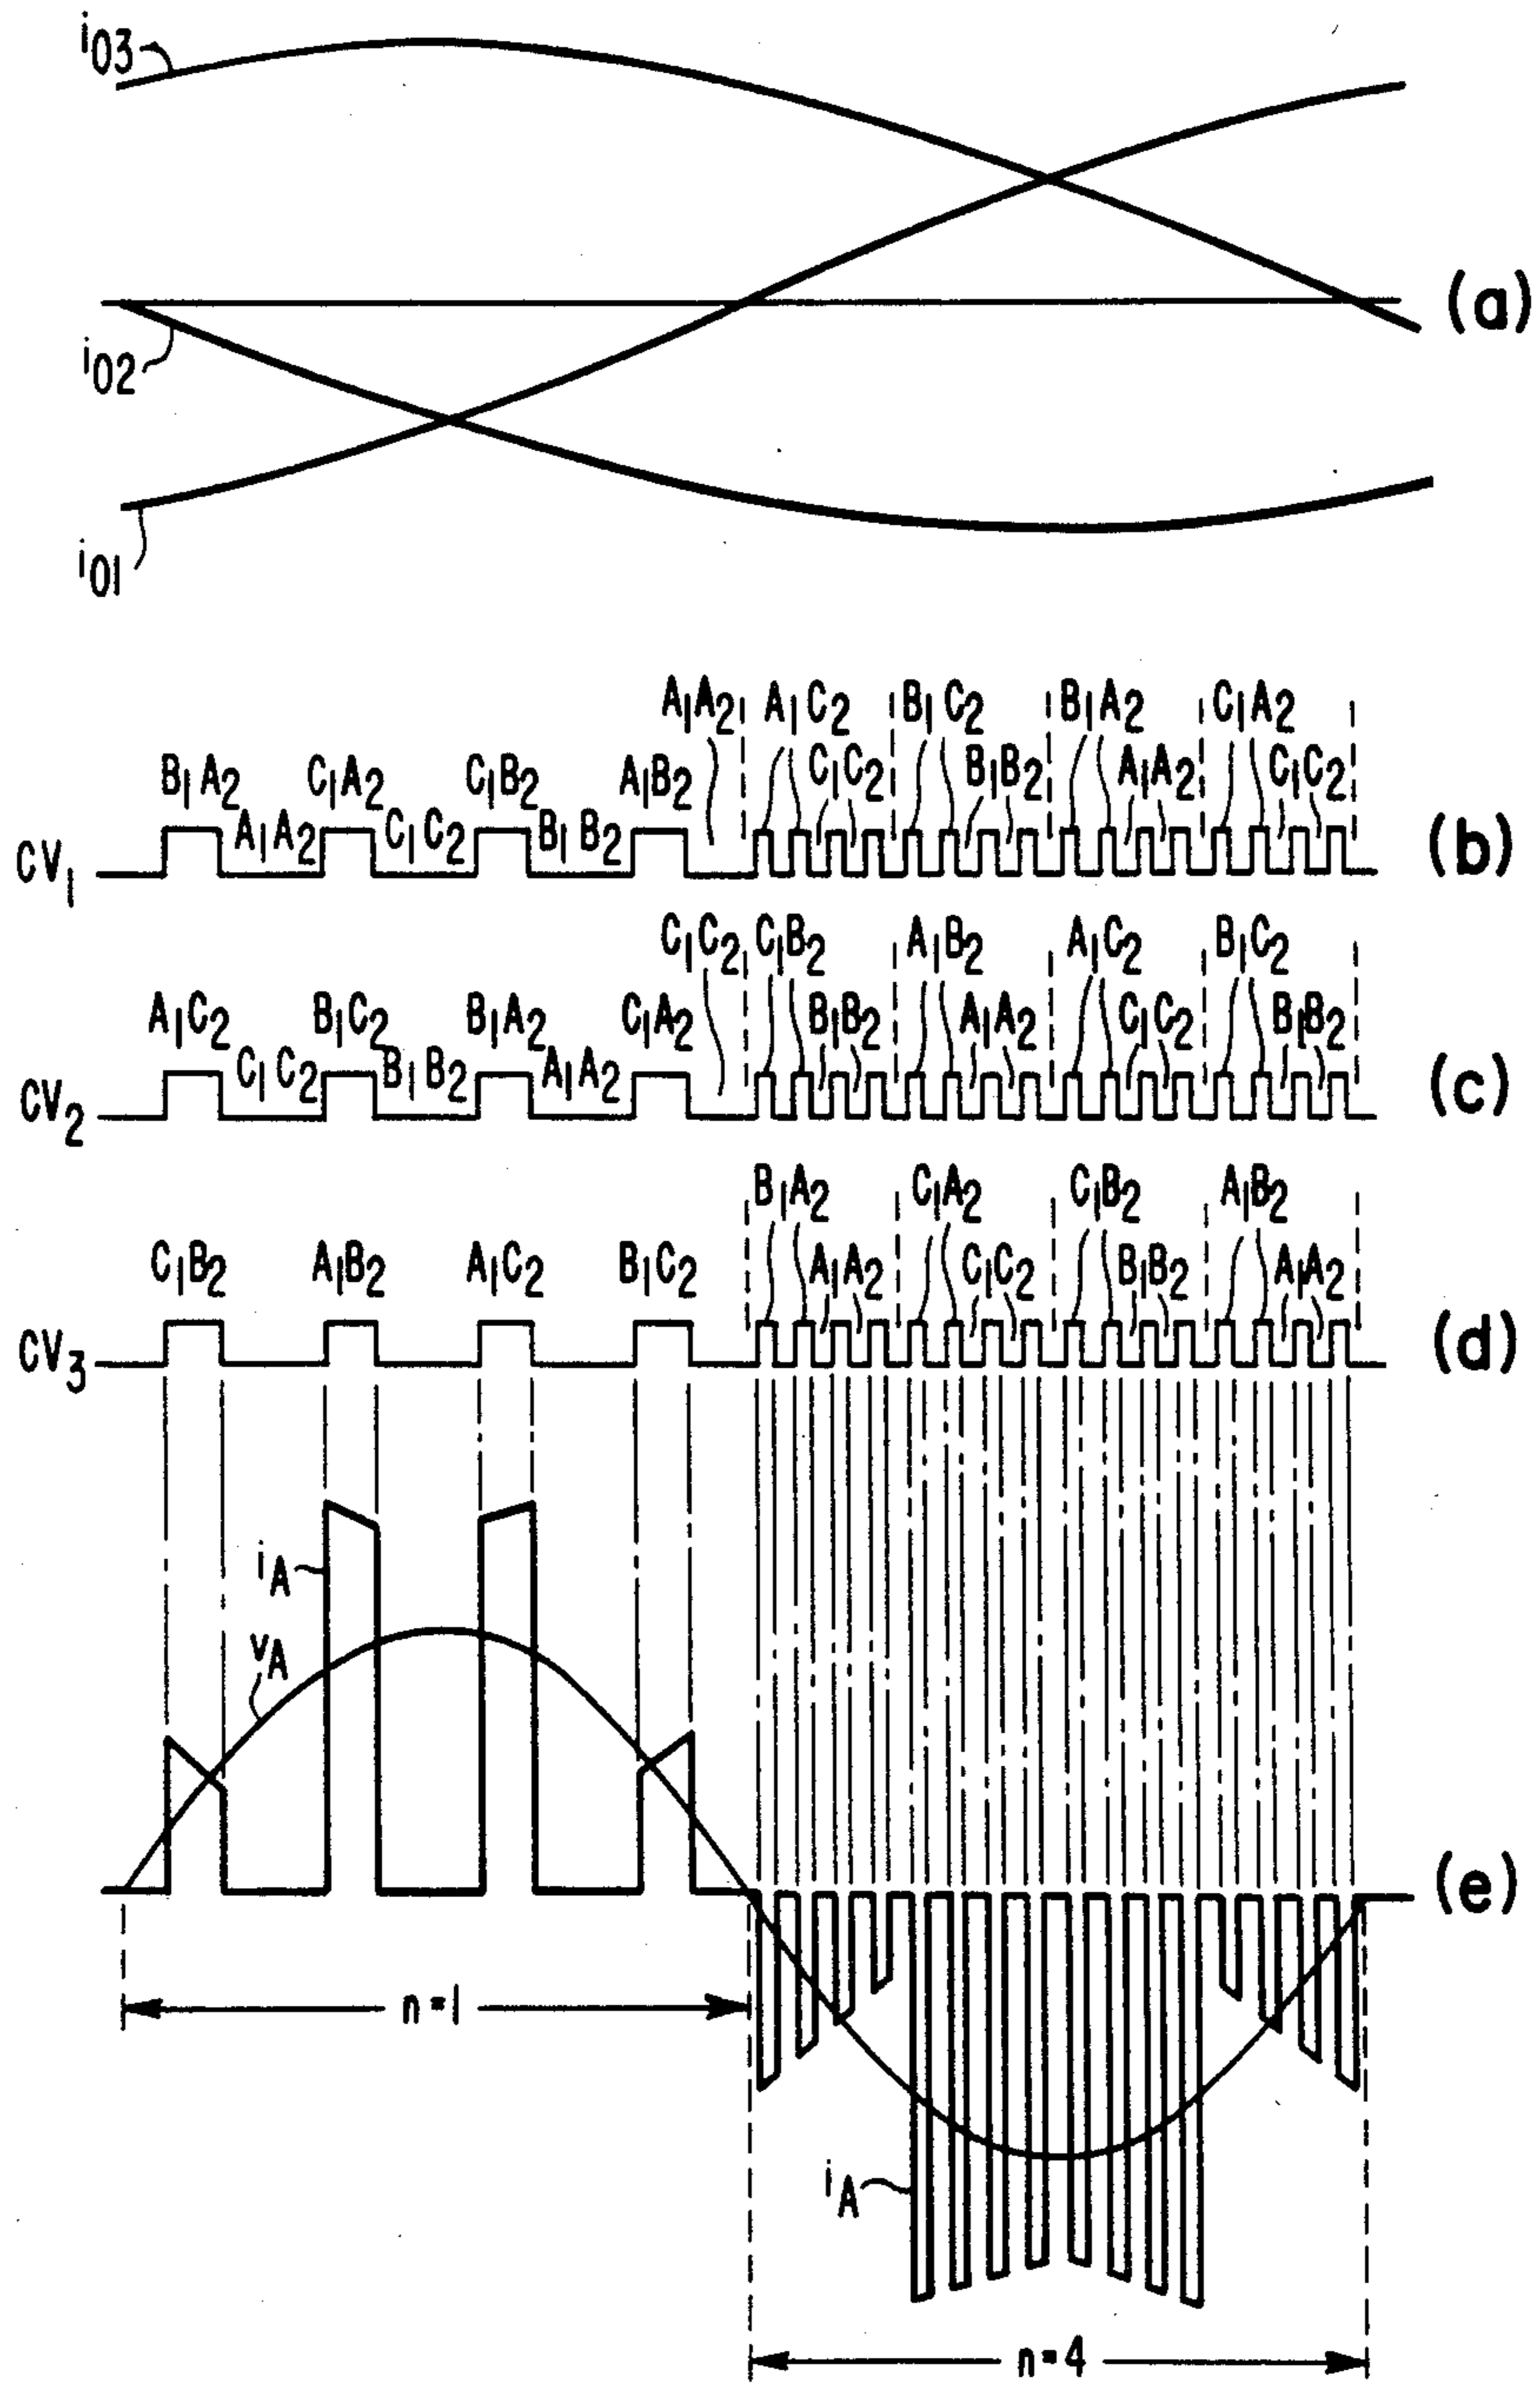 i03
(a)
i02
i01
A1A2 A1C2 B1C2 B1A2 C1A2
B1A2 C1A2 C1B2 A1B2 C1C2 B1B2 A1A2 C1C2
A1A2 C1C2 B1B2
CV1 (b)
C1C2 C1B2 A1B2 A1C2 B1C2
A1C2 B1C2 B1A2 C1A2 B1B2 A1A2 C1C2 B1B2
C1C2 B1B2 A1A2
CV2 (c)
B1A2 C1A2 C1B2 A1B2
C1B2 A1B2 A1C2 B1C2 A1A2 C1C2 B1B2 A1A2
CV3 (d)
iA
vA
(e)
n=1
iA
n=4